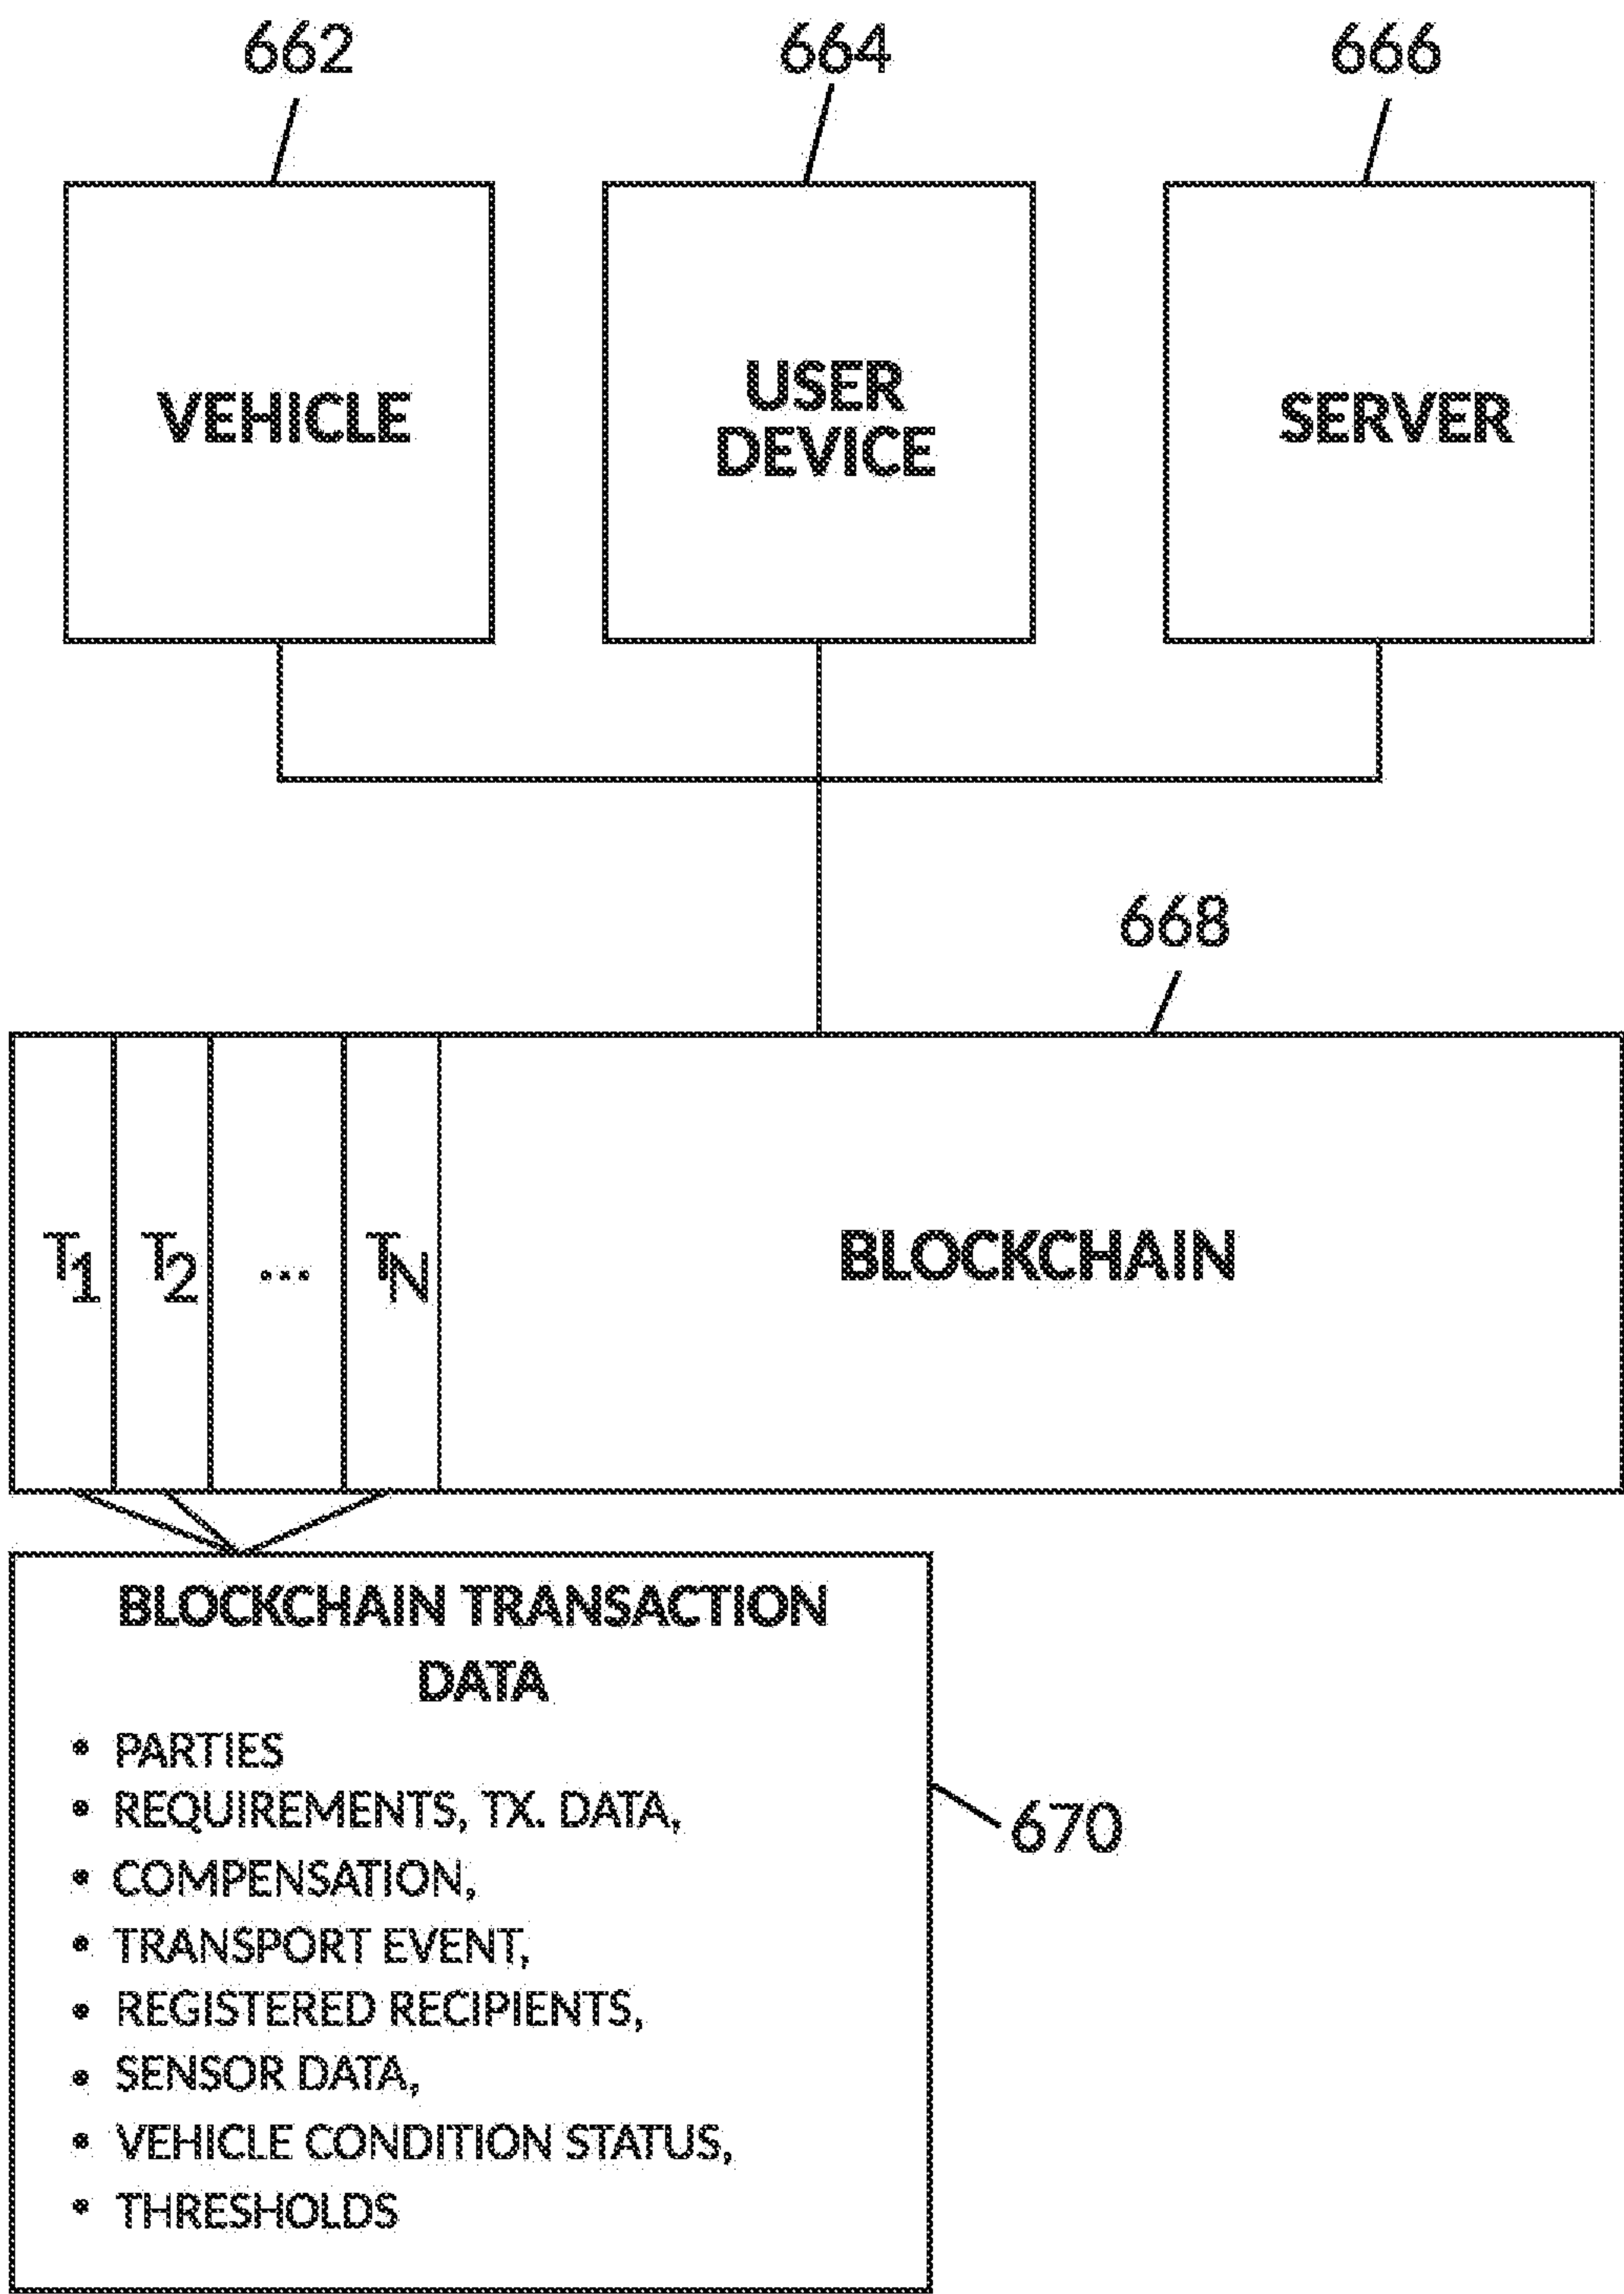 662 664 666
VEHICLE
USER
DEVICE
SERVER
668
T1 T2 ... TN
BLOCKCHAIN
BLOCKCHAIN TRANSACTION
DATA
• PARTIES
• REQUIREMENTS, TX. DATA,
• COMPENSATION,
• TRANSPORT EVENT,
• REGISTERED RECIPIENTS,
• SENSOR DATA,
• VEHICLE CONDITION STATUS,
• THRESHOLDS
670